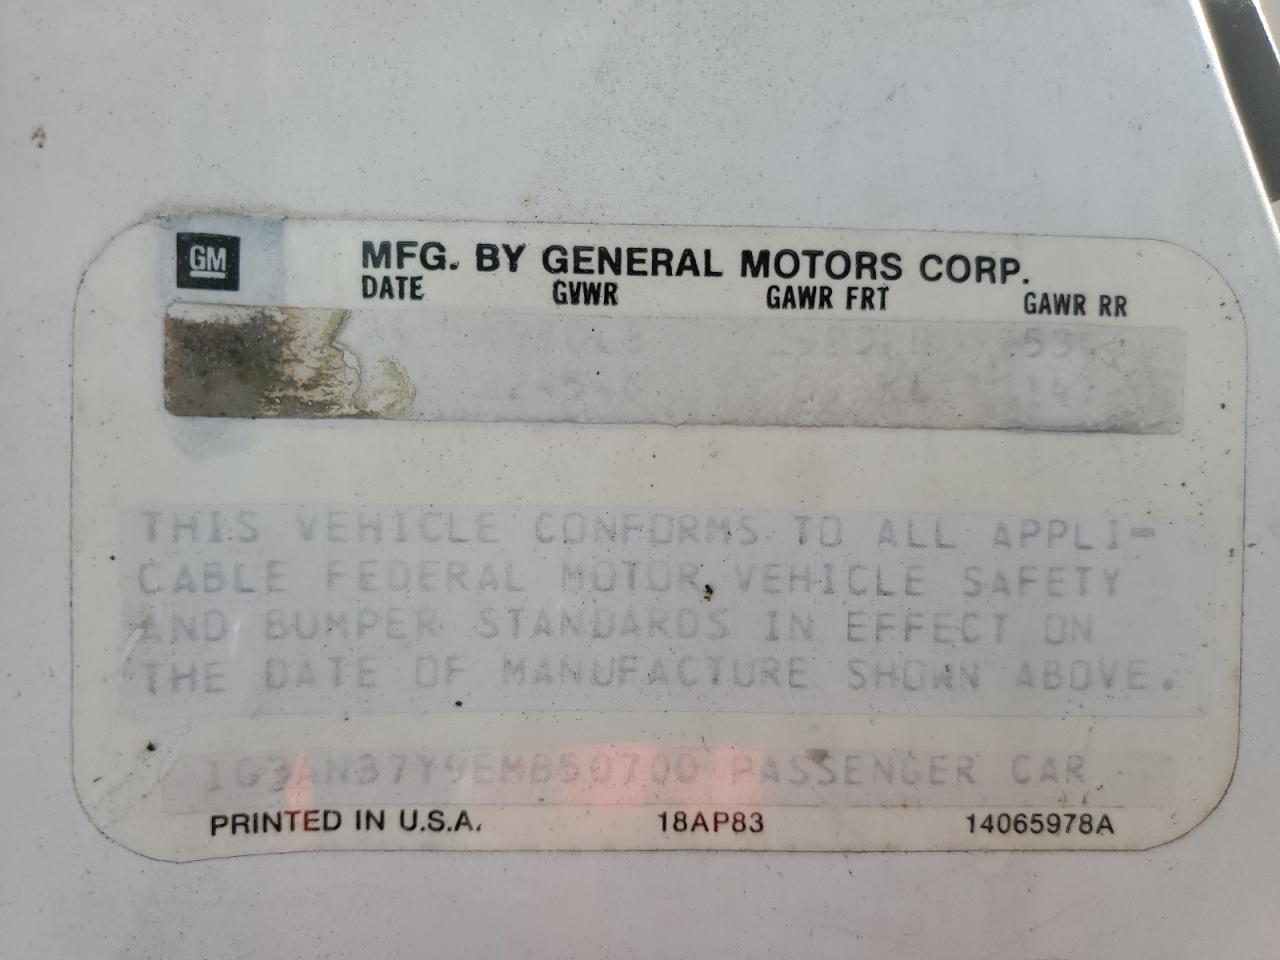 GM
MFG. BY GENERAL MOTORS CORP.
DATE GVWR GAWR FRT GAWR RR
THIS VEHICLE CONFORMS TO ALL APPLI-
CABLE FEDERAL MOTOR VEHICLE SAFETY
AND BUMPER STANDARDS IN EFFECT ON
THE DATE OF MANUFACTURE SHOWN ABOVE.
1G3AN37Y9EM850700 PASSENGER CAR
PRINTED IN U.S.A. 18AP83 14065978A